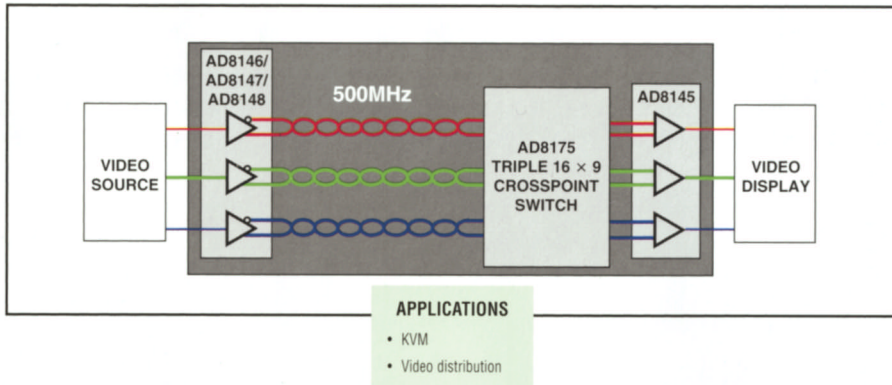 AD8146/
AD8147/
AD8148
500MHz
AD8145
VIDEO
SOURCE
AD8175
TRIPLE 16 × 9
CROSSPOINT
SWITCH
VIDEO
DISPLAY
APPLICATIONS
• KVM
• Video distribution